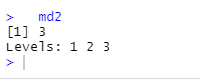 >   md2
[1] 3
Levels: 1 2 3
>